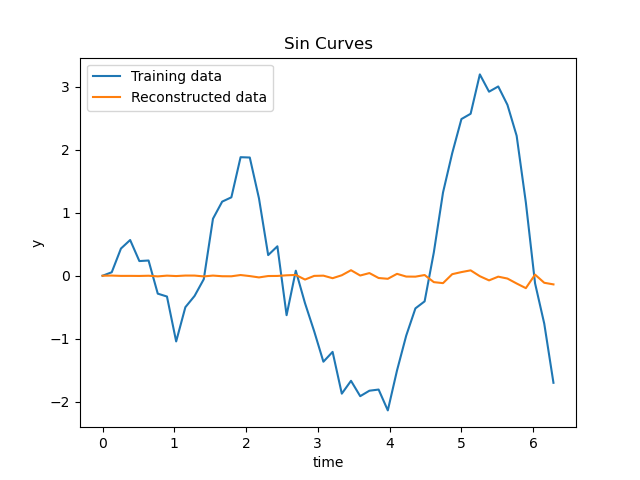 Sin Curves
Training data
Reconstructed data
y
3
2
1
0
−1
−2
0 1 2 3 4 5 6
time